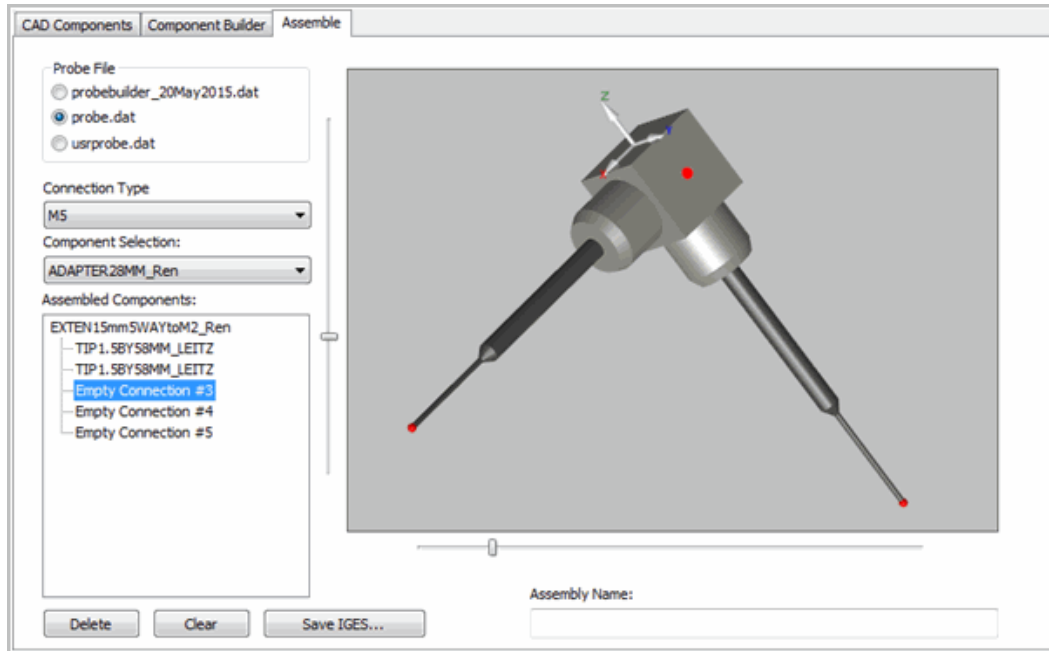 CAD Components Component Builder Assemble
Probe File
probebuilder_20May2015.dat
probe.dat
usrprobe.dat
Connection Type
M5
Component Selection:
ADAPTER28MM_Ren
Assembled Components:
EXTEN15mm5WAYtoM2_Ren
TIP1.5BY58MM_LEITZ
TIP1.5BY58MM_LEITZ
Empty Connection #3
Empty Connection #4
Empty Connection #5
Z
Y
X
Assembly Name:
Delete Clear Save IGES...